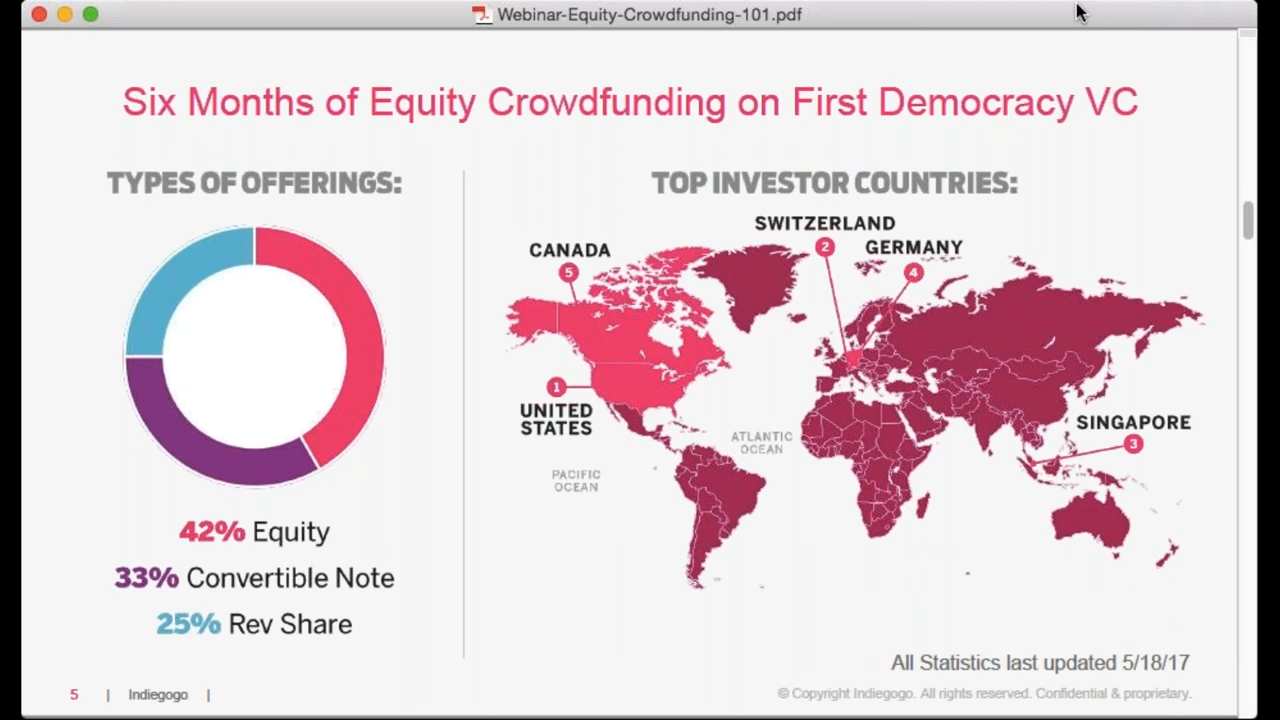 Webinar-Equity-Crowdfunding-101.pdf
Six Months of Equity Crowdfunding on First Democracy VC
TYPES OF OFFERINGS:
42% Equity
33% Convertible Note
25% Rev Share
TOP INVESTOR COUNTRIES:
SWITZERLAND
2
GERMANY
4
CANADA
5
1
UNITED
STATES
ATLANTIC
OCEAN
PACIFIC
OCEAN
SINGAPORE
3
All Statistics last updated 5/18/17
5 | Indiegogo |
© Copyright Indiegogo. All rights reserved. Confidential & proprietary.